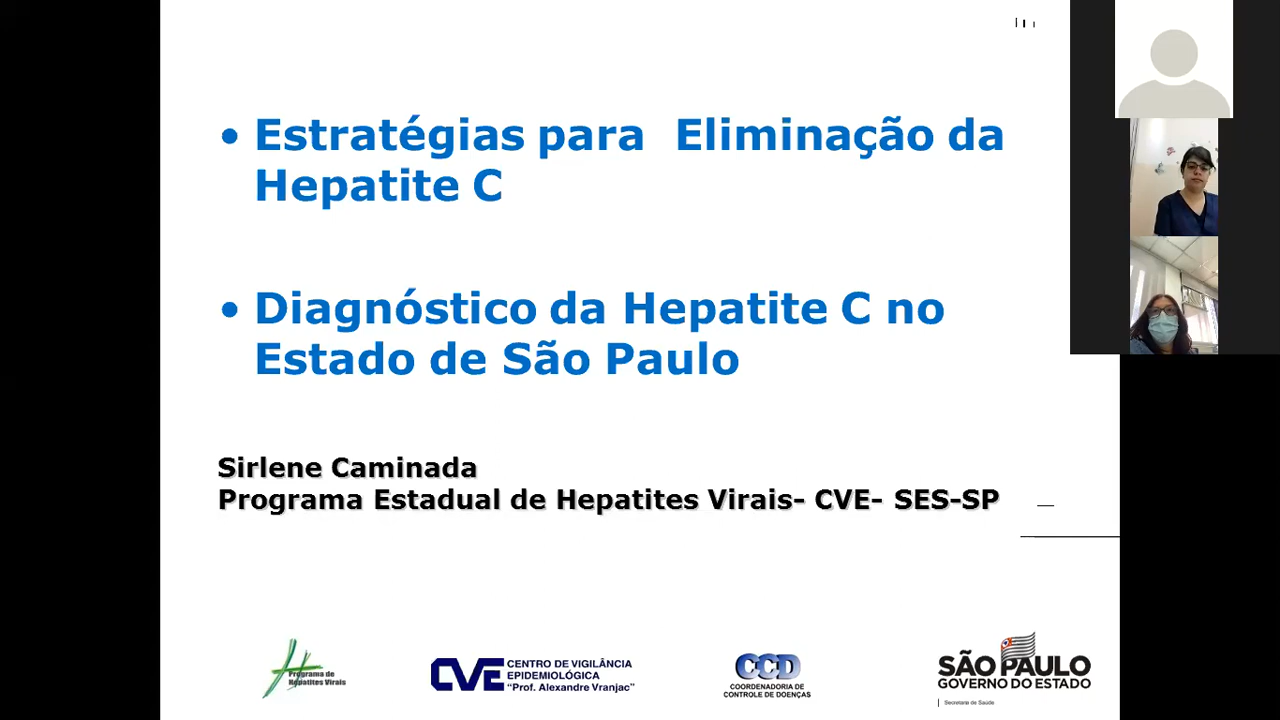 • Estratégias para Eliminação da
Hepatite C
• Diagnóstico da Hepatite C no
Estado de São Paulo
Sirlene Caminada
Programa Estadual de Hepatites Virais- CVE- SES-SP
Programa de
Hepatites Virais
CVE
CENTRO DE VIGILÂNCIA
EPIDEMIOLÓGICA
“Prof. Alexandre Vranjac”
CCD
COORDENADORIA DE
CONTROLE DE DOENÇAS
SÃO PAULO
GOVERNO DO ESTADO
Secretaria de Saúde